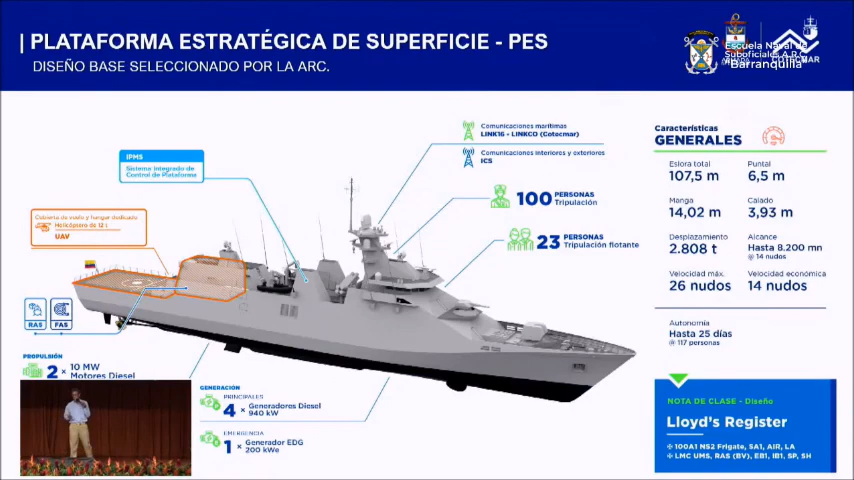 | PLATAFORMA ESTRATÉGICA DE SUPERFICIE - PES
DISEÑO BASE SELECCIONADO POR LA ARC.
Escuela Naval de
Suboficiales A.R.C
"Barranquilla"
COTECMAR
IPMS
Sistema Integrado de
Control de Plataforma
Comunicaciones marítimas
LINK16 - LINKCO (Cotecmar)
Comunicaciones interiores y exteriores
ICS
100 PERSONAS
Tripulación
23 PERSONAS
Tripulación flotante
Cubierta de vuelo y hangar dedicado
Helicóptero de 12 t
UAV
RAS
FAS
PROPULSIÓN
2 × 10 MW
Motores Diesel
GENERACIÓN
PRINCIPALES
4 × Generadores Diesel
940 kW
EMERGENCIA
1 × Generador EDG
200 kWe
Características
GENERALES
Eslora total
107,5 m
Puntal
6,5 m
Manga
14,02 m
Calado
3,93 m
Desplazamiento
2.808 t
Alcance
Hasta 8.200 mn
@ 14 nudos
Velocidad máx.
26 nudos
Velocidad económica
14 nudos
Autonomía
Hasta 25 días
@ 117 personas
NOTA DE CLASE - Diseño
Lloyd's Register
✠ 100A1 NS2 Frigate, SA1, AIR, LA
✠ LMC UMS, RAS (BV), EB1, IB1, SP, SH